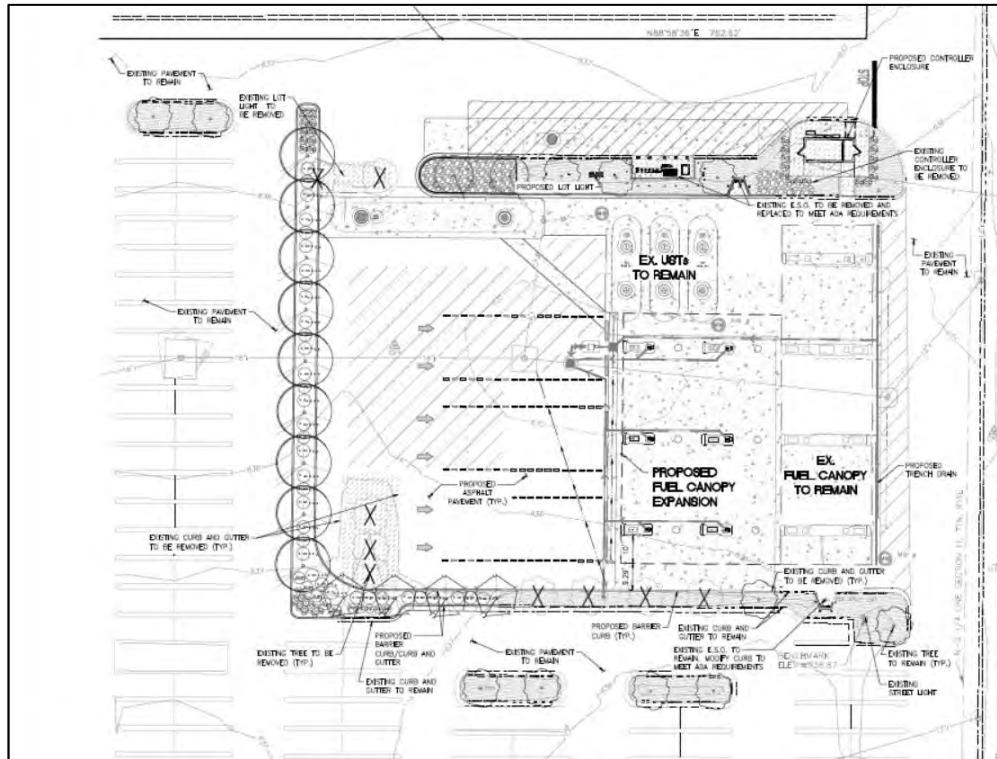 N88°58'36"E 762.62'
EXISTING PAVEMENT
TO REMAIN
EXISTING LOT
LIGHT TO
BE REMOVED
PROPOSED CONTROLLER
ENCLOSURE
STOP
EXISTING
CONTROLLER
ENCLOSURE TO
BE REMOVED
PROPOSED LOT LIGHT
EXISTING E.S.O. TO BE REMOVED AND
REPLACED TO MEET ADA REQUIREMENTS
EX. USTs
TO REMAIN
EXISTING
PAVEMENT
TO REMAIN
EXISTING PAVEMENT
TO REMAIN
PROPOSED
FUEL CANOPY
EXPANSION
EX.
FUEL CANOPY
TO REMAIN
PROPOSED
TRENCH DRAIN
PROPOSED
ASPHALT
PAVEMENT (TYP.)
EXISTING CURB AND GUTTER
TO BE REMOVED (TYP.)
EXISTING CURB AND GUTTER
TO BE REMOVED (TYP.)
EXISTING TREE TO BE
REMOVED (TYP.)
PROPOSED
BARRIER
CURB/CURB AND
GUTTER
EXISTING CURB AND
GUTTER TO REMAIN
PROPOSED BARRIER
CURB (TYP.)
EXISTING CURB AND
GUTTER TO REMAIN
EXISTING PAVEMENT
TO REMAIN
EXISTING E.S.O. TO
REMAIN, MODIFY CURB TO
MEET ADA REQUIREMENTS
BENCHMARK
EXISTING TREE
TO REMAIN (TYP.)
EXISTING
STREET LIGHT